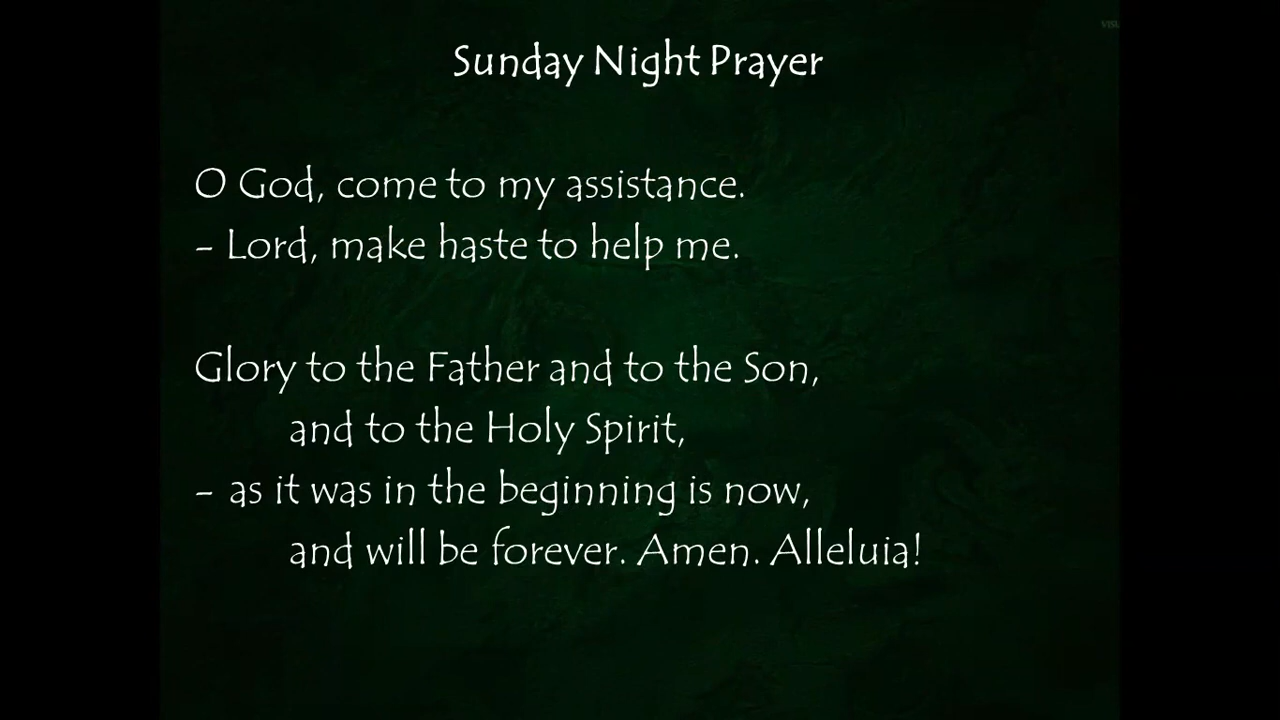 Sunday Night Prayer
O God, come to my assistance.
- Lord, make haste to help me.
Glory to the Father and to the Son,
and to the Holy Spirit,
- as it was in the beginning is now,
and will be forever. Amen. Alleluia!